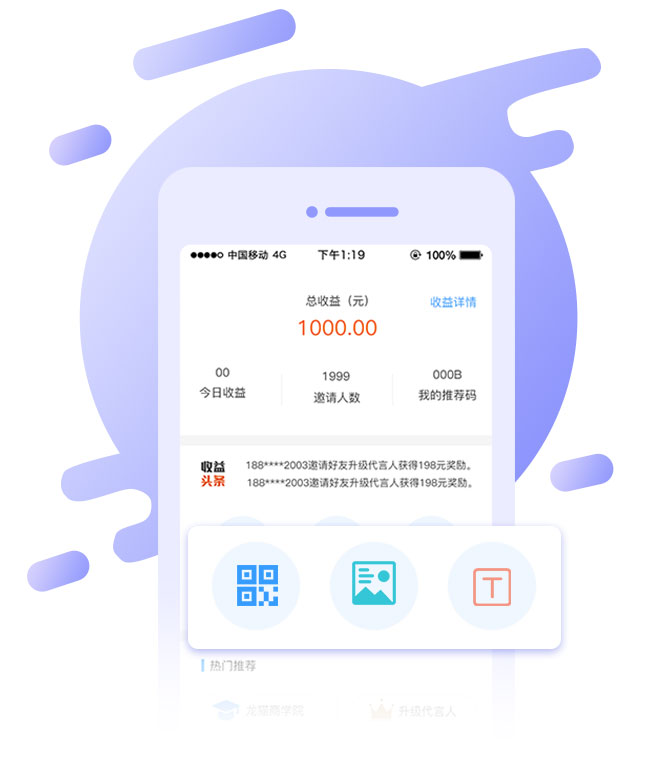 中国移动 4G 下午1:19 100%
总收益（元） 收益详情
1000.00
00 1999 000B
今日收益 邀请人数 我的推荐码
收益 188****2003邀请好友升级代言人获得198元奖励。
头条 188****2003邀请好友升级代言人获得198元奖励。
T
热门推荐
龙猫商学院 升级代言人